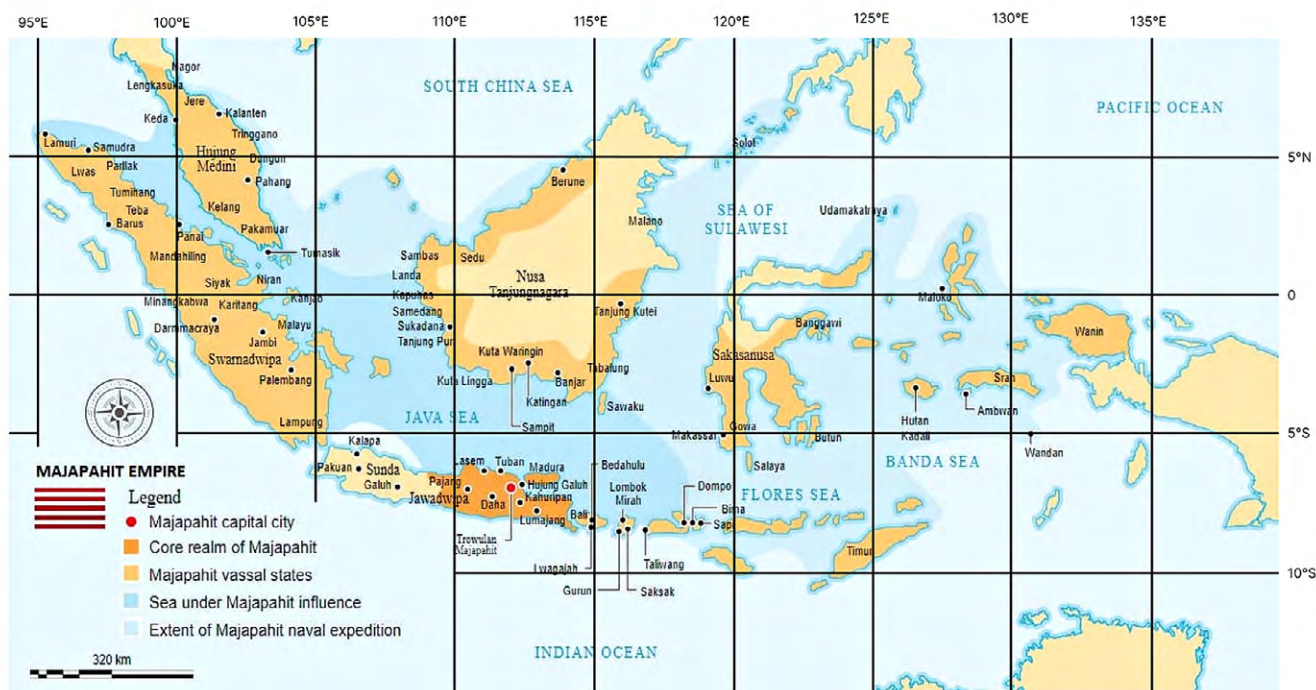 95°E
100°E
105°E
110°E
115°E
120°E
125°E
130°E
135°E
Nagor
Lengkasuka
Jere
Keda
Kalanten
Tringgano
Hujung
Medini
Dungun
Pahang
Kelang
Pakamuar
Tumasik
SOUTH CHINA SEA
PACIFIC OCEAN
5°N
Lamuri
Samudra
Parllak
Lwas
Tumihang
Teba
Barus
Panai
Mandahiling
Siyak
Niran
Kanjap
Minangkabwa
Karitang
Darmmacraya
Malayu
Jambi
Swarnadwipa
Palembang
Lampung
Berune
Malano
Sambas
Sedu
Landa
Kapuhas
Samedang
Sukadana
Tanjung Puri
Nusa
Tanjungnagara
Tanjung Kutei
Kuta Waringin
Kuta Lingga
Banjar
Tabalung
Katingan
Sampit
Sawaku
Solot
SEA OF
SULAWESI
Udamakatraya
Maloko
0
Banggawi
Sakasanusa
Luwu
Makassar
Gowa
Butun
Salaya
Wanin
Sran
Hutan
Kadali
Ambwan
Wandan
5°S
JAVA SEA
BANDA SEA
FLORES SEA
Kalapa
Pakuan
Sunda
Galuh
Lasem
Tuban
Madura
Pajang
Hujung Galuh
Jawadwipa
Kahuripan
Daha
Lumajang
Trowulan
Majapahit
Bedahulu
Lombok
Mirah
Bali
Lwagajah
Gurun
Saksak
Taliwang
Dompo
Bima
Sapi
Timur
10°S
INDIAN OCEAN
MAJAPAHIT EMPIRE
Legend
Majapahit capital city
Core realm of Majapahit
Majapahit vassal states
Sea under Majapahit influence
Extent of Majapahit naval expedition
320 km